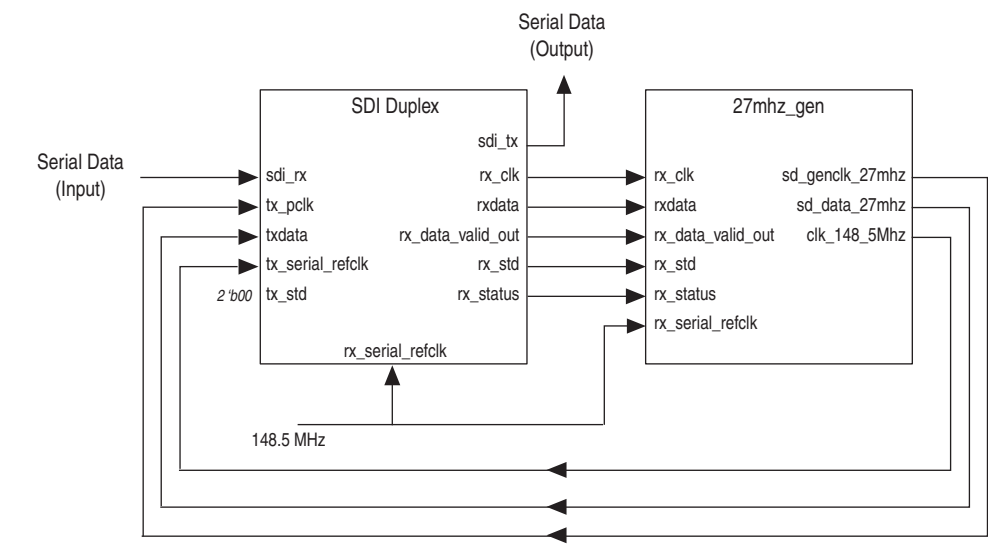 Serial Data
(Output)
SDI Duplex
27mhz_gen
sdi_tx
Serial Data
(Input)
sdi_rx
rx_clk
rx_clk
sd_genclk_27mhz
tx_pclk
rxdata
rxdata
sd_data_27mhz
txdata
rx_data_valid_out
rx_data_valid_out
clk_148_5Mhz
tx_serial_refclk
rx_std
rx_std
2 'b00
tx_std
rx_status
rx_status
rx_serial_refclk
rx_serial_refclk
148.5 MHz